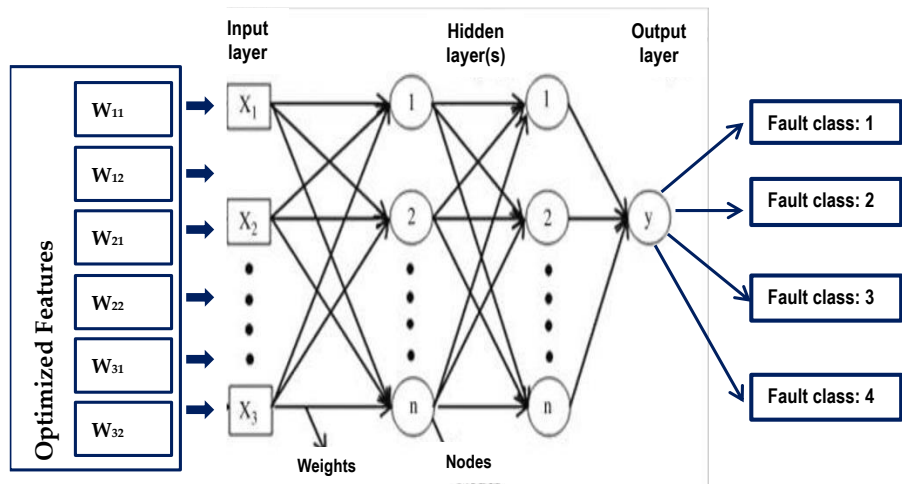 Input
layer
Hidden
layer(s)
Output
layer
Optimized Features
W11
W12
W21
W22
W31
W32
X1
X2
X3
1
2
n
1
2
n
y
Weights
Nodes
Fault class: 1
Fault class: 2
Fault class: 3
Fault class: 4